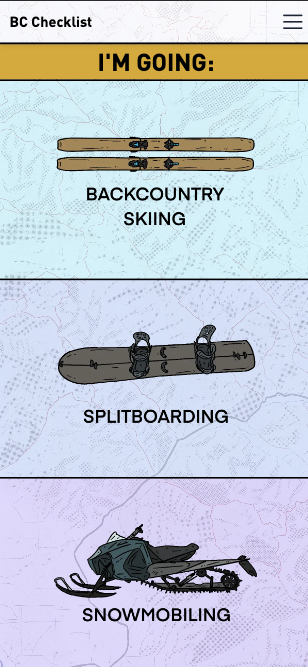 BC Checklist
I'M GOING:
BACKCOUNTRY
SKIING
SPLITBOARDING
SNOWMOBILING